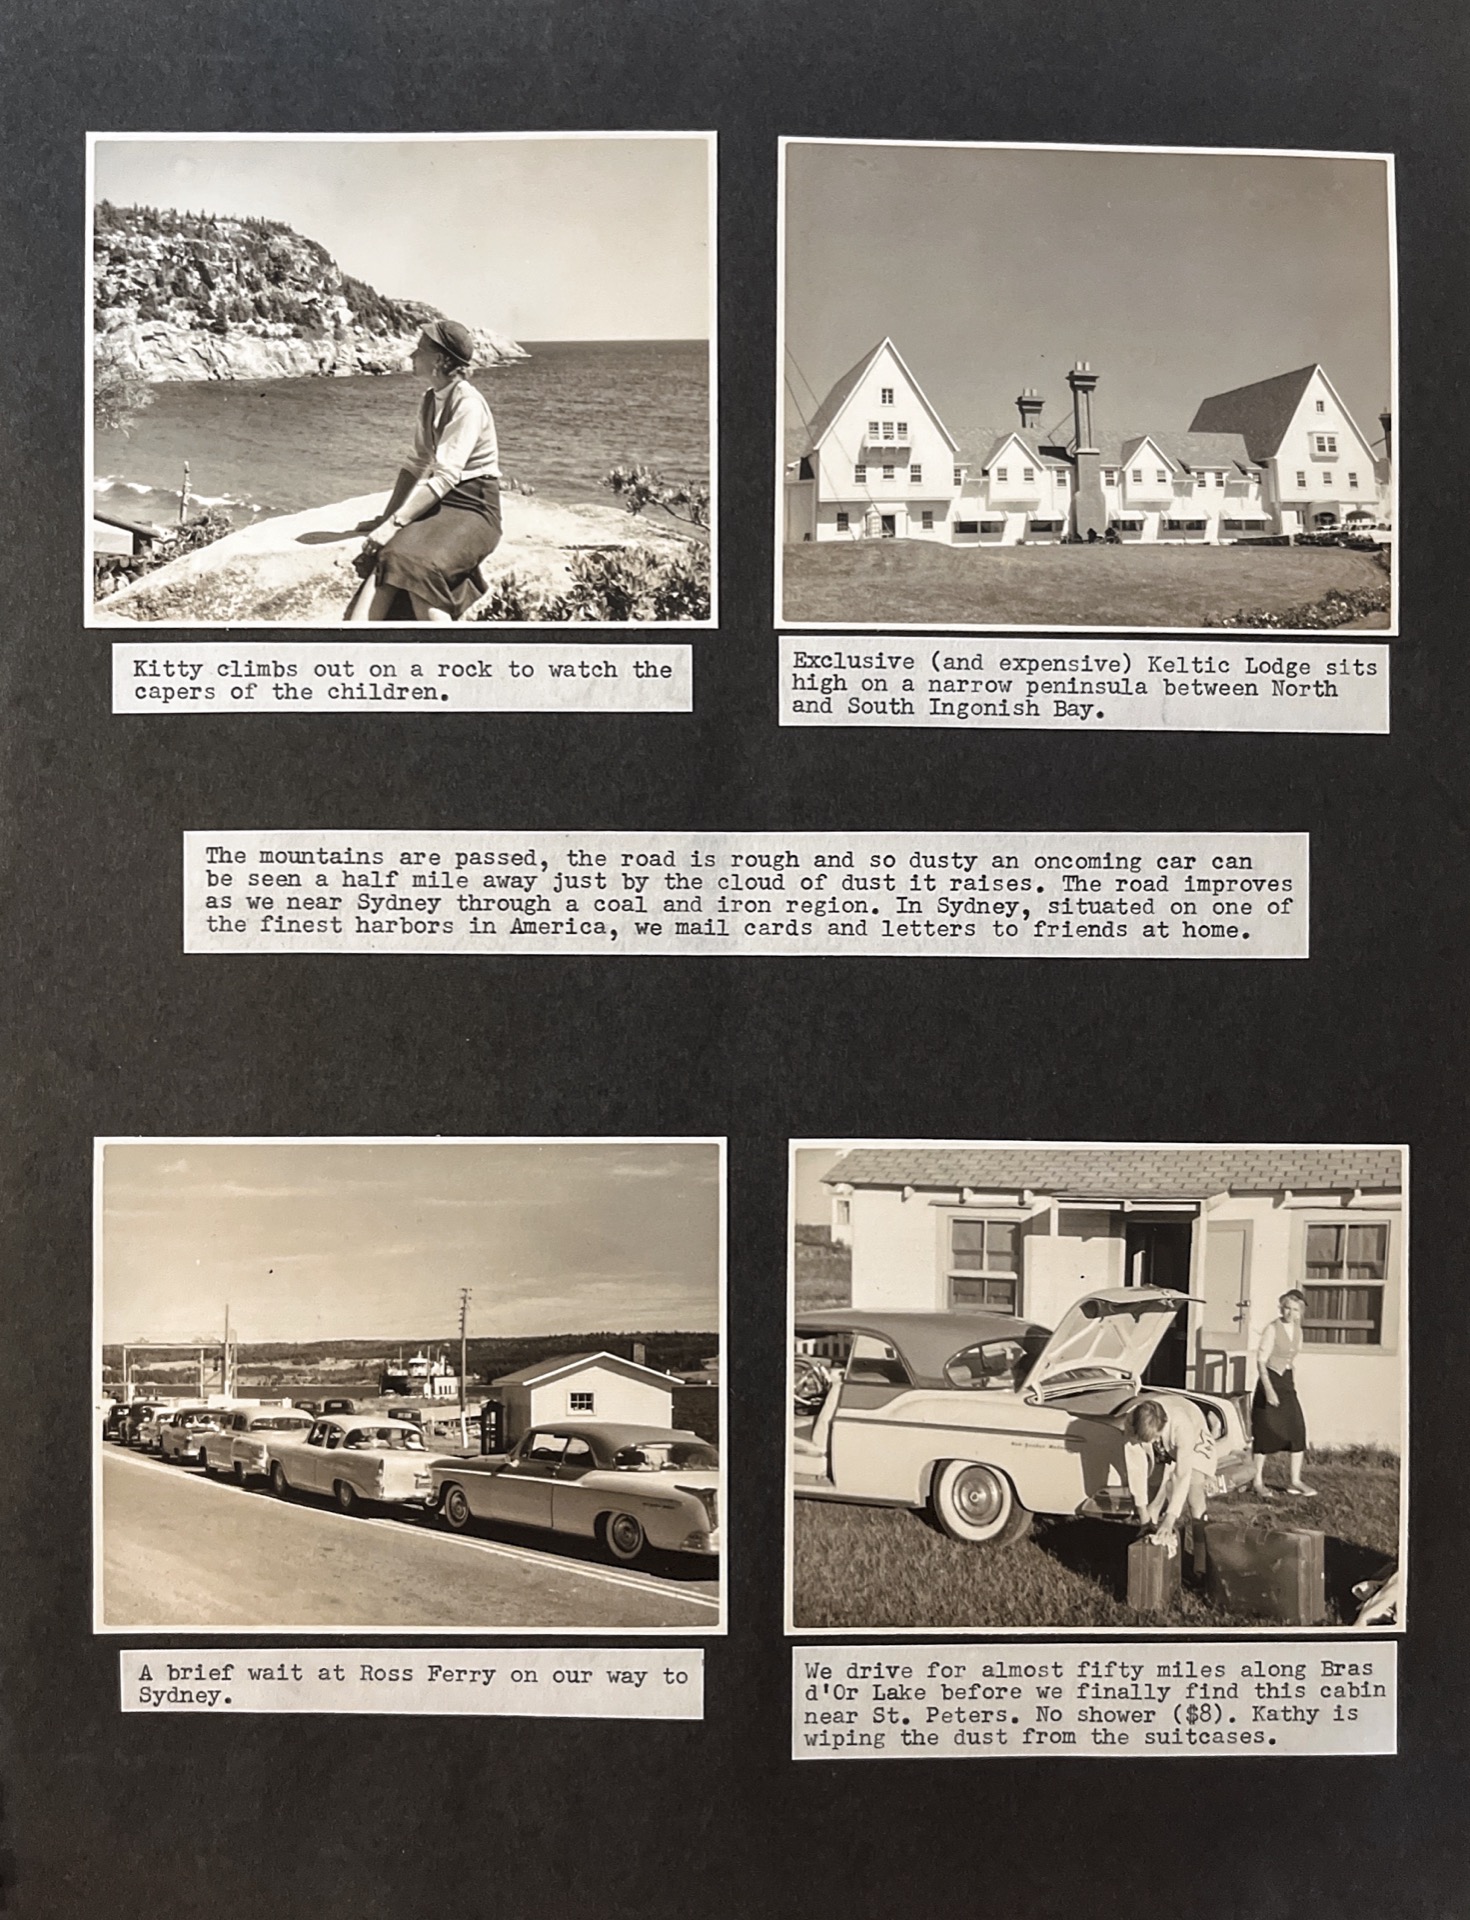 Kitty climbs out on a rock to watch the
capers of the children.
Exclusive (and expensive) Keltic Lodge sits
high on a narrow peninsula between North
and South Ingonish Bay.
The mountains are passed, the road is rough and so dusty an oncoming car can
be seen a half mile away just by the cloud of dust it raises. The road improves
as we near Sydney through a coal and iron region. In Sydney, situated on one of
the finest harbors in America, we mail cards and letters to friends at home.
A brief wait at Ross Ferry on our way to
Sydney.
We drive for almost fifty miles along Bras
d'Or Lake before we finally find this cabin
near St. Peters. No shower ($8). Kathy is
wiping the dust from the suitcases.